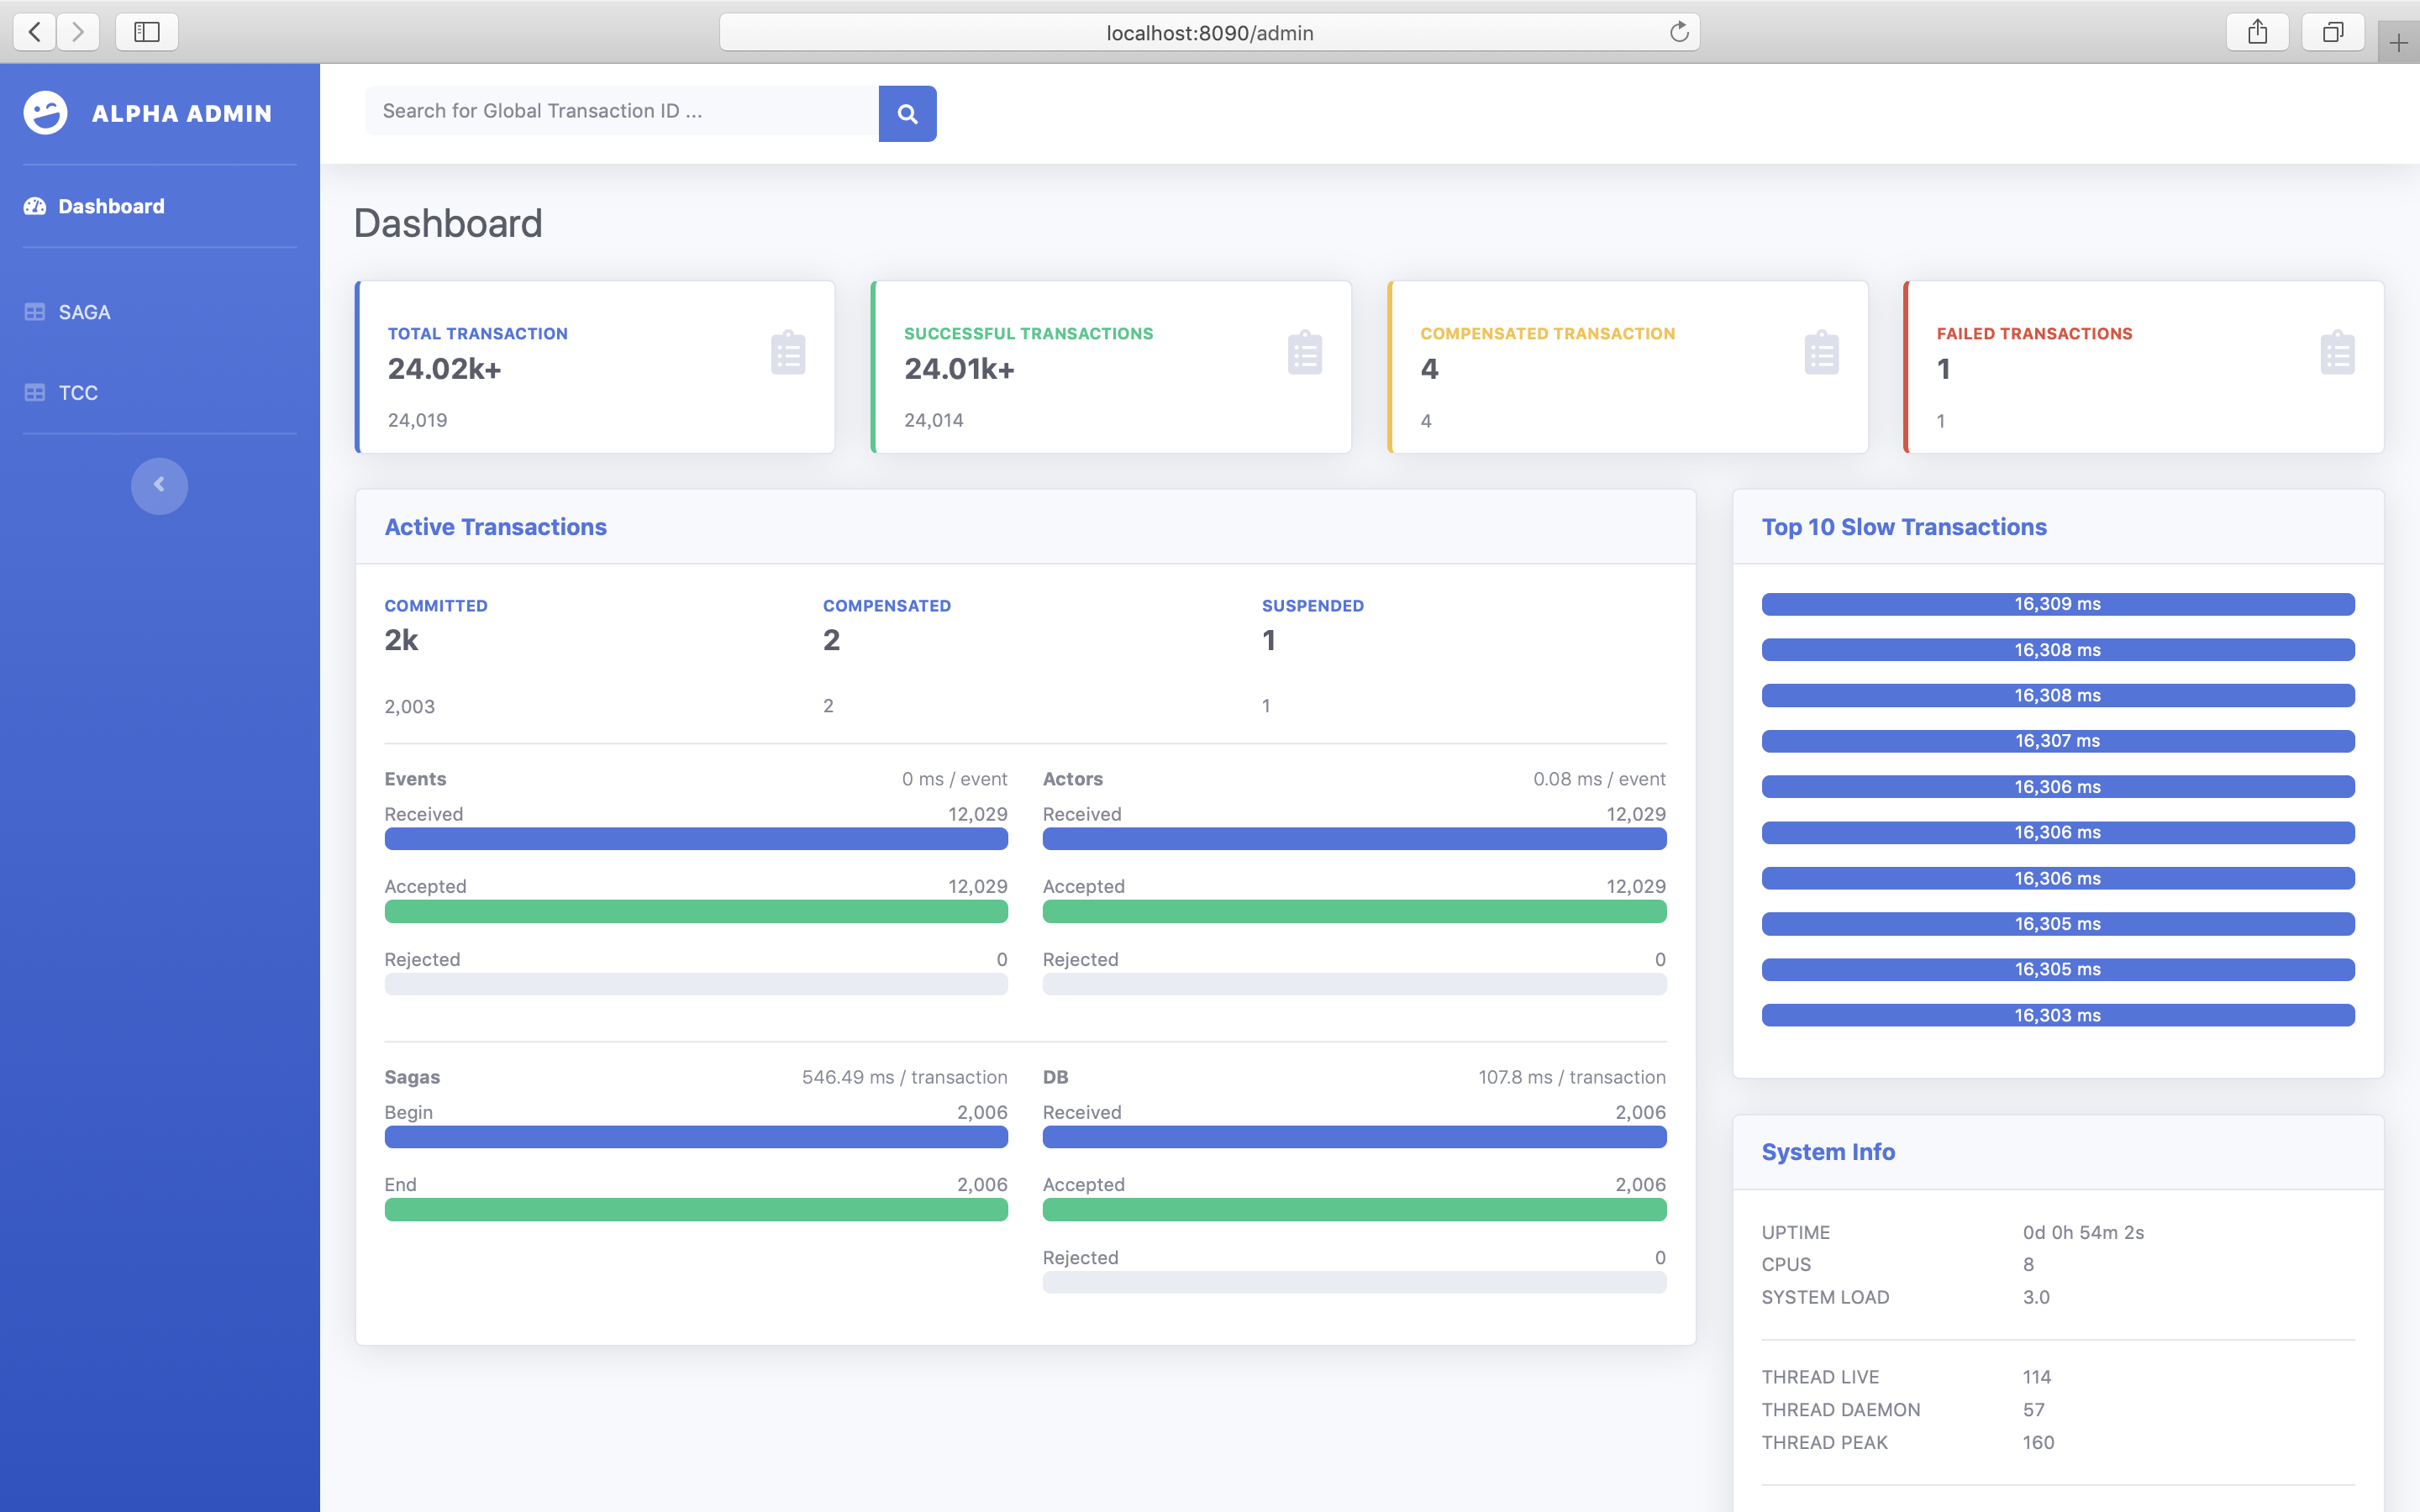 localhost:8090/admin
ALPHA ADMIN
Dashboard
SAGA
TCC
Search for Global Transaction ID ...
Dashboard
TOTAL TRANSACTION
24.02k+
24,019
SUCCESSFUL TRANSACTIONS
24.01k+
24,014
COMPENSATED TRANSACTION
4
4
FAILED TRANSACTIONS
1
1
Active Transactions
COMMITTED
2k
2,003
COMPENSATED
2
2
SUSPENDED
1
1
Events 0 ms / event
Received 12,029
Accepted 12,029
Rejected 0
Actors 0.08 ms / event
Received 12,029
Accepted 12,029
Rejected 0
Sagas 546.49 ms / transaction
Begin 2,006
End 2,006
DB 107.8 ms / transaction
Received 2,006
Accepted 2,006
Rejected 0
Top 10 Slow Transactions
16,309 ms
16,308 ms
16,308 ms
16,307 ms
16,306 ms
16,306 ms
16,306 ms
16,305 ms
16,305 ms
16,303 ms
System Info
UPTIME 0d 0h 54m 2s
CPUS 8
SYSTEM LOAD 3.0
THREAD LIVE 114
THREAD DAEMON 57
THREAD PEAK 160